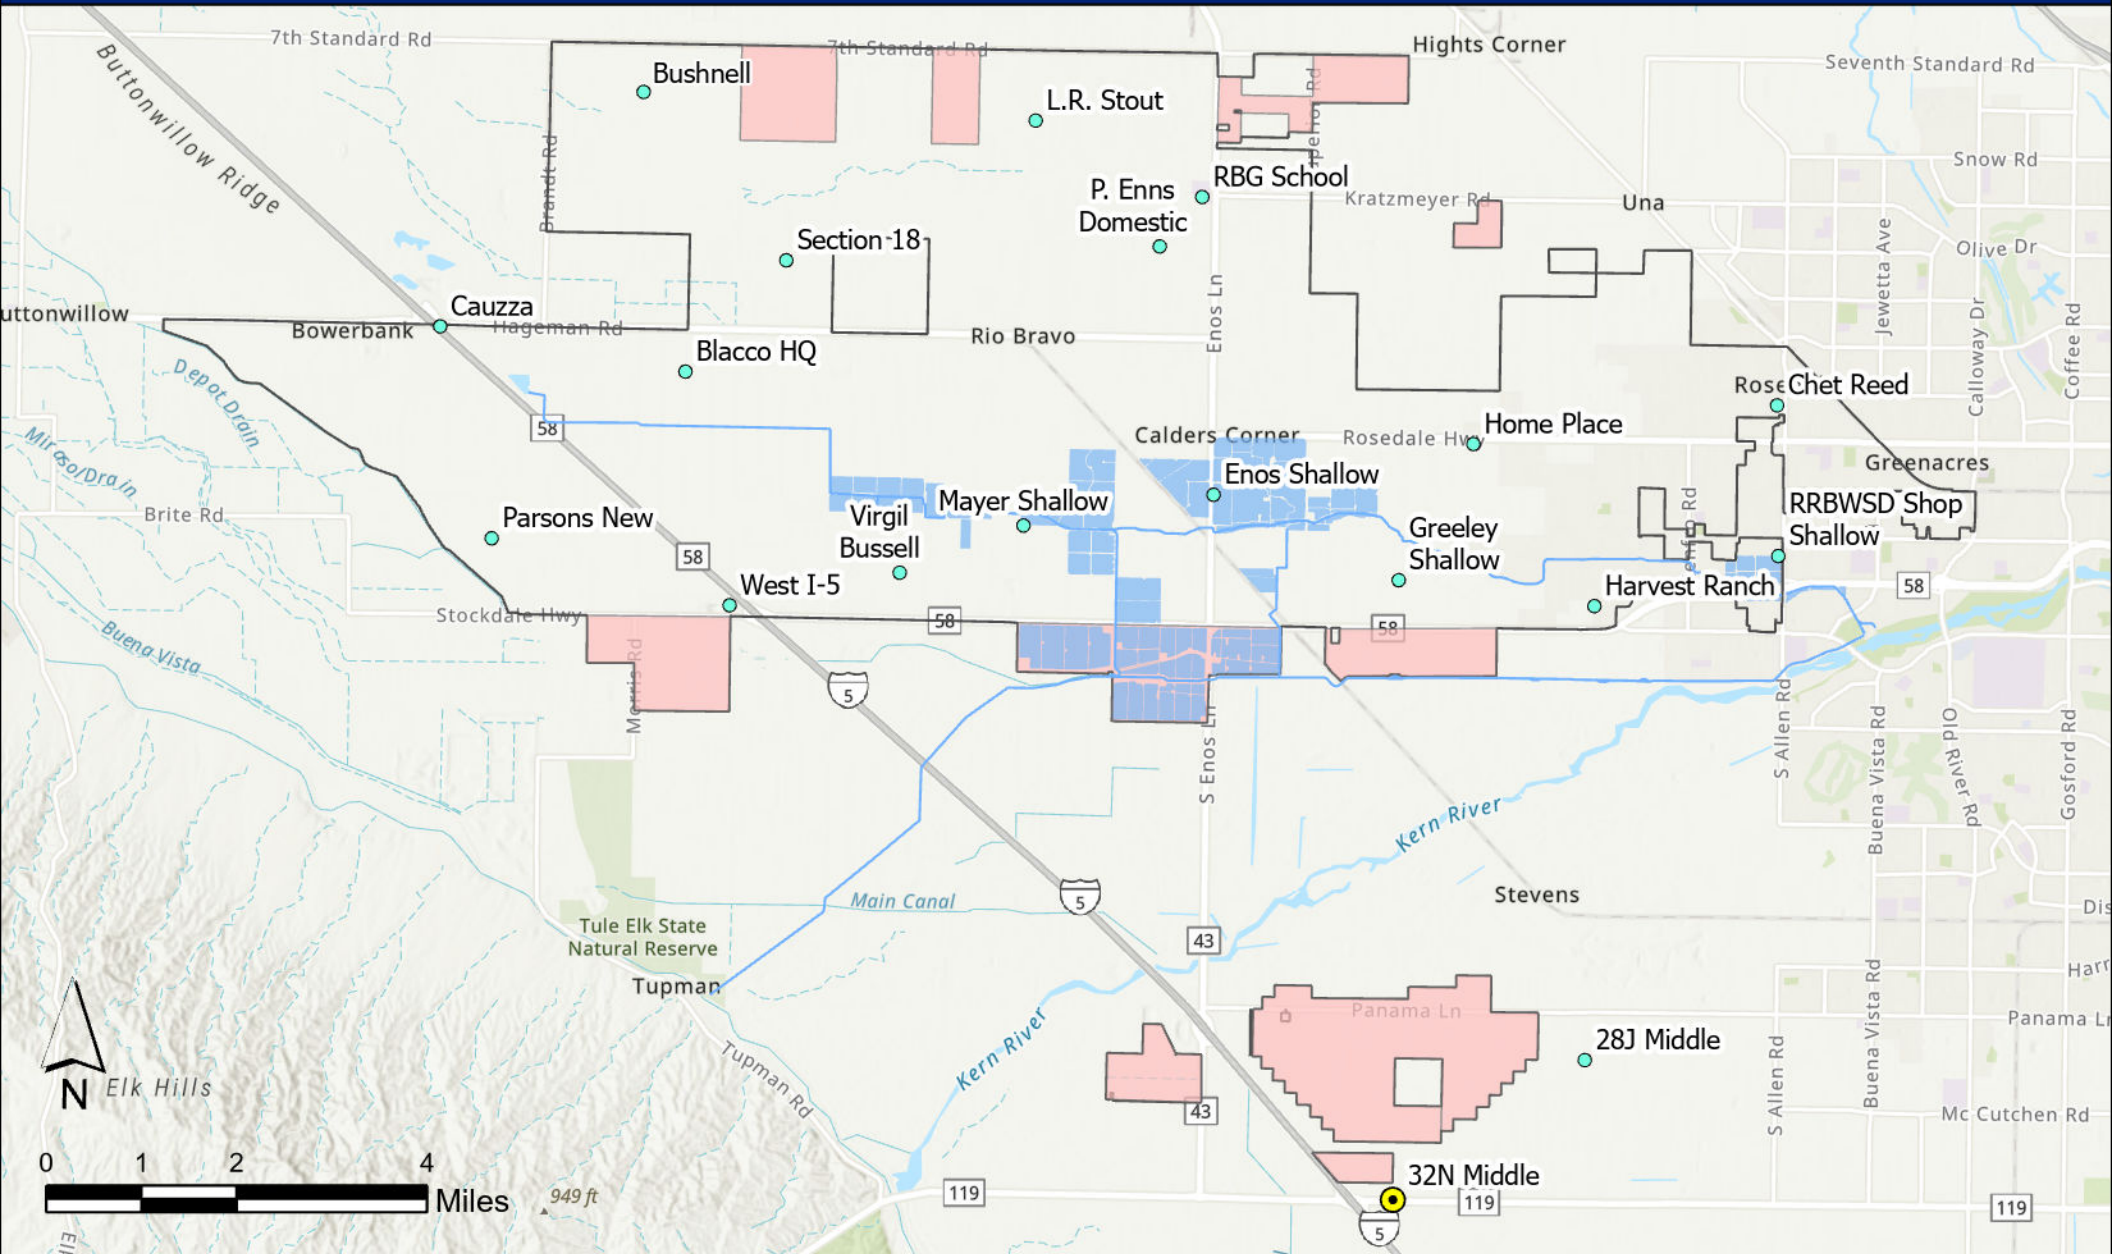 7th Standard Rd
7th Standard Rd
Hights Corner
Seventh Standard Rd
Buttonwillow Ridge
Bushnell
L.R. Stout
Snow Rd
Brandt Rd
RBG School
P. Enns
Domestic
Kratzmeyer Rd
Una
Section 18
Olive Dr
Jewetta Ave
Calloway Dr
Coffee Rd
Enos Ln
Cauzza
uttonwillow
Bowerbank
Hageman Rd
Rio Bravo
Blacco HQ
Depot Drain
Rose
Chet Reed
58
Calders Corner
Rosedale Hwy
Home Place
Greenacres
Enos Shallow
Mayer Shallow
RRBWSD Shop
Shallow
Brite Rd
Parsons New
Virgil
Bussell
Greeley
Shallow
58
West I-5
Harvest Ranch
58
Stockdale Hwy
58
58
Buena Vista
Morris Rd
5
S Enos Ln
S Allen Rd
Buena Vista Rd
Old River Rd
Gosford Rd
Kern River
Main Canal
5
Stevens
Dis
Tule Elk State
Natural Reserve
43
Tupman
Harr
Panama Ln
Panama Ln
Kern River
28J Middle
Tupman Rd
S Allen Rd
Buena Vista Rd
N
Elk Hills
43
Mc Cutchen Rd
0 1 2 4
Miles
949 ft
119
32N Middle
119
119
5